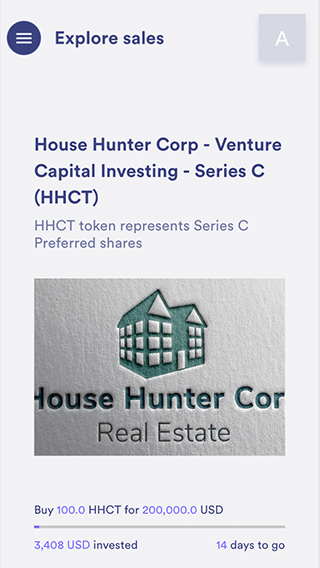 Explore sales
A
House Hunter Corp - Venture
Capital Investing - Series C
(HHCT)
HHCT token represents Series C
Preferred shares
House Hunter Cor
Real Estate
Buy 100.0 HHCT for 200,000.0 USD
3,408 USD invested
14 days to go